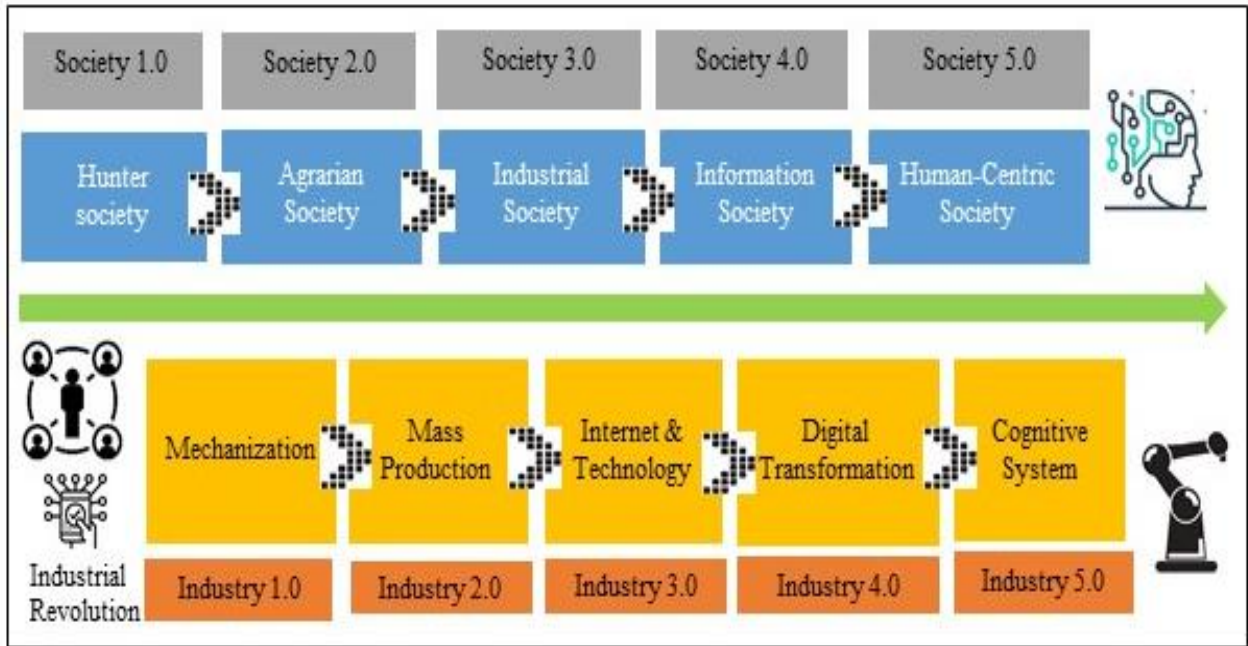 Society 1.0
Society 2.0
Society 3.0
Society 4.0
Society 5.0
Hunter
society
Agrarian
Society
Industrial
Society
Information
Society
Human-Centric
Society
Mechanization
Mass
Production
Internet &
Technology
Digital
Transformation
Cognitive
System
Industrial
Revolution
Industry 1.0
Industry 2.0
Industry 3.0
Industry 4.0
Industry 5.0